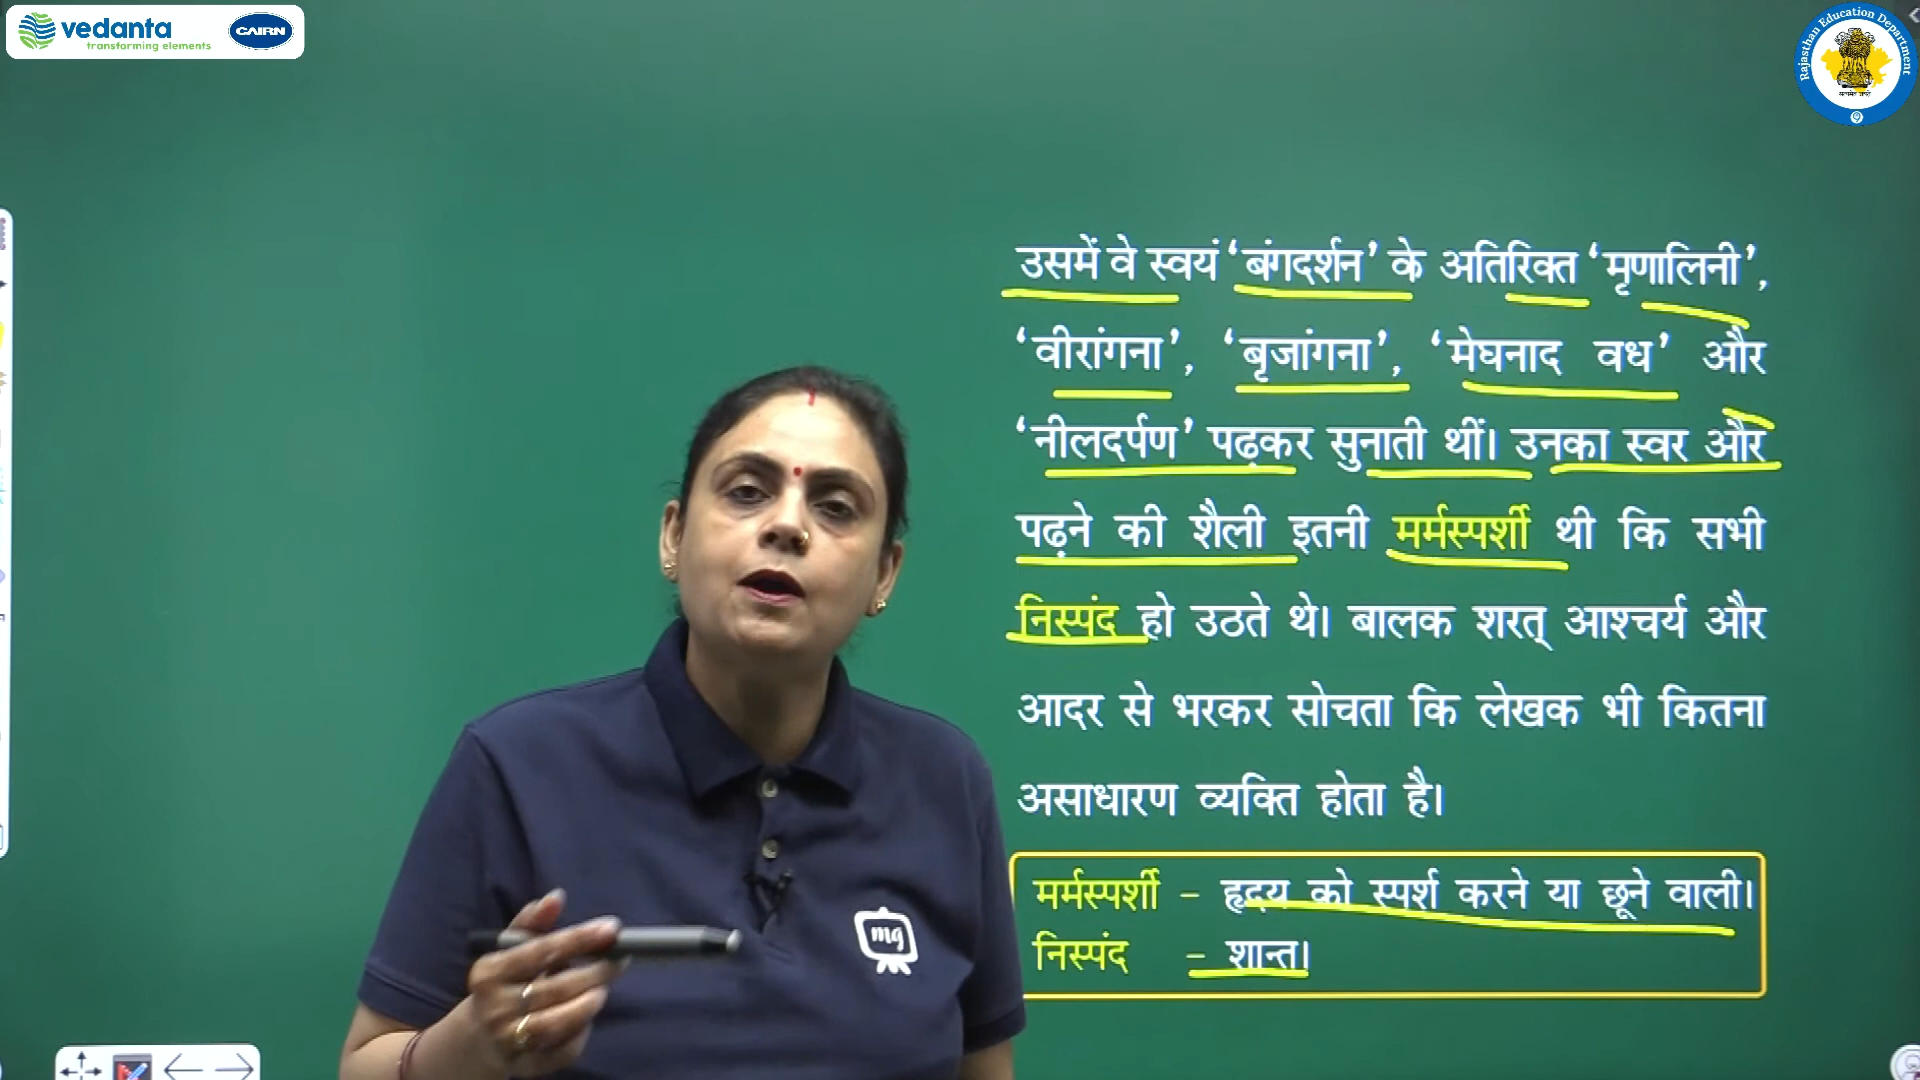 vedanta
transforming elements
CAIRN
Rajasthan Education Department
उसमें वे स्वयं ‘बंगदर्शन’ के अतिरिक्त ‘मृणालिनी’,
‘वीरांगना’, ‘बृजांगना’, ‘मेघनाद वध’ और
‘नीलदर्पण’ पढ़कर सुनाती थीं। उनका स्वर और
पढ़ने की शैली इतनी मर्मस्पर्शी थी कि सभी
निस्पंद हो उठते थे। बालक शरत् आश्चर्य और
आदर से भरकर सोचता कि लेखक भी कितना
असाधारण व्यक्ति होता है।
मर्मस्पर्शी – हृदय को स्पर्श करने या छूने वाली।
निस्पंद – शान्त।
mg